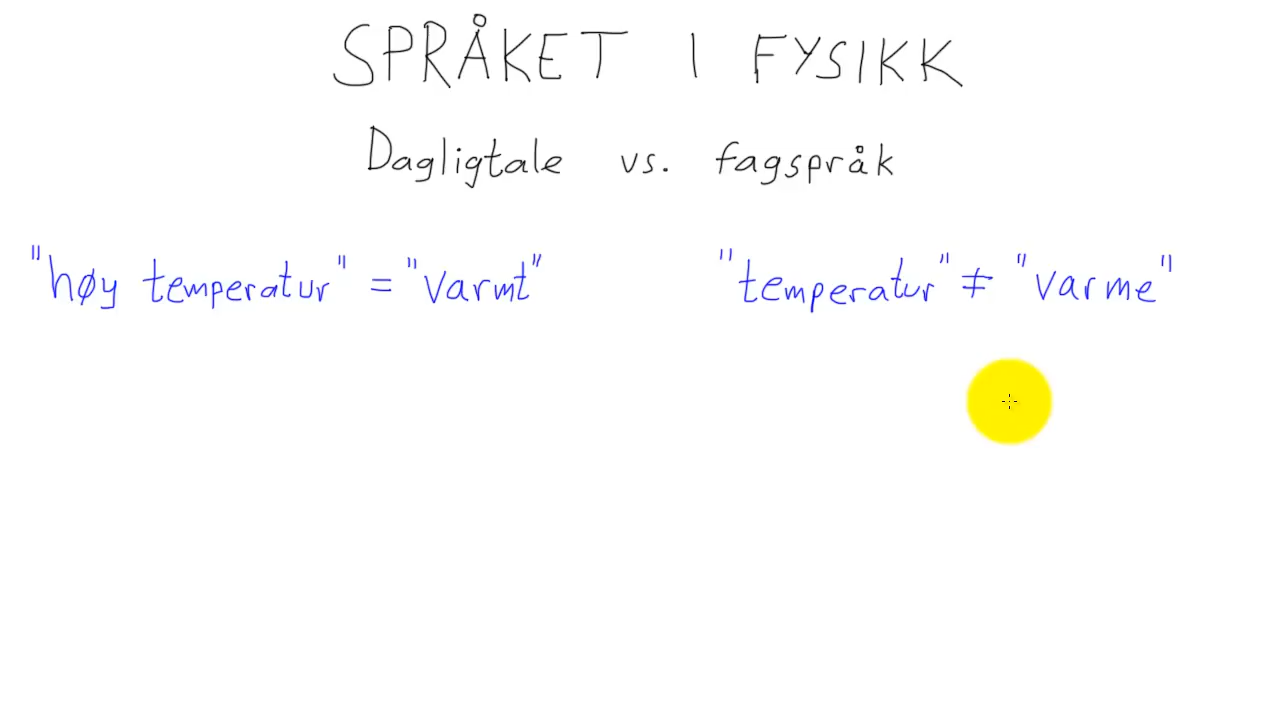 SPRÅKET I FYSIKK
Dagligtale vs. fagspråk
"høy temperatur" = "varmt" "temperatur" ≠ "varme"